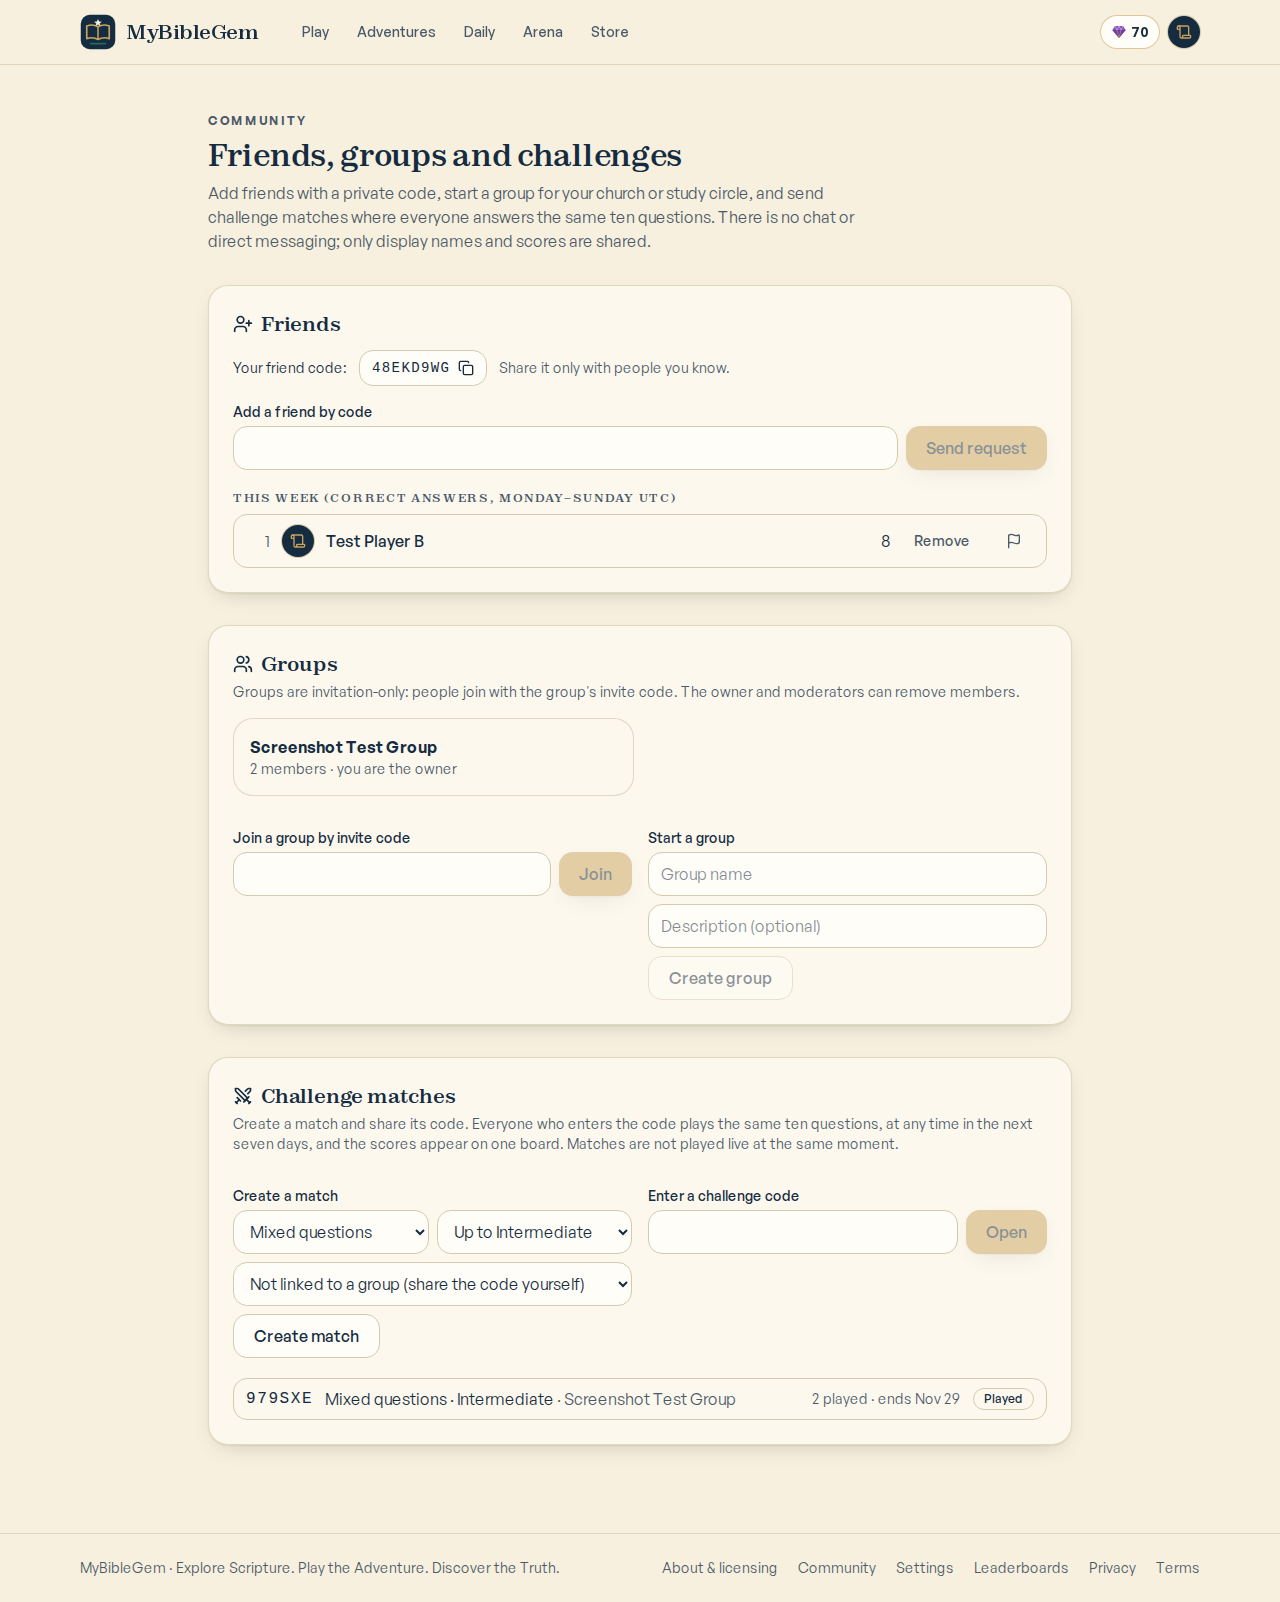 MyBibleGem Play Adventures Daily Arena Store 70
COMMUNITY
Friends, groups and challenges
Add friends with a private code, start a group for your church or study circle, and send
challenge matches where everyone answers the same ten questions. There is no chat or
direct messaging; only display names and scores are shared.
Friends
Your friend code: 48EKD9WG Share it only with people you know.
Add a friend by code
Send request
THIS WEEK (CORRECT ANSWERS, MONDAY–SUNDAY UTC)
1 Test Player B 8 Remove
Groups
Groups are invitation-only: people join with the group's invite code. The owner and moderators can remove members.
Screenshot Test Group
2 members · you are the owner
Join a group by invite code Start a group
Join Group name
Description (optional)
Create group
Challenge matches
Create a match and share its code. Everyone who enters the code plays the same ten questions, at any time in the next
seven days, and the scores appear on one board. Matches are not played live at the same moment.
Create a match Enter a challenge code
Mixed questions Up to Intermediate Open
Not linked to a group (share the code yourself)
Create match
979SXE Mixed questions · Intermediate · Screenshot Test Group 2 played · ends Nov 29 Played
MyBibleGem · Explore Scripture. Play the Adventure. Discover the Truth. About & licensing Community Settings Leaderboards Privacy Terms